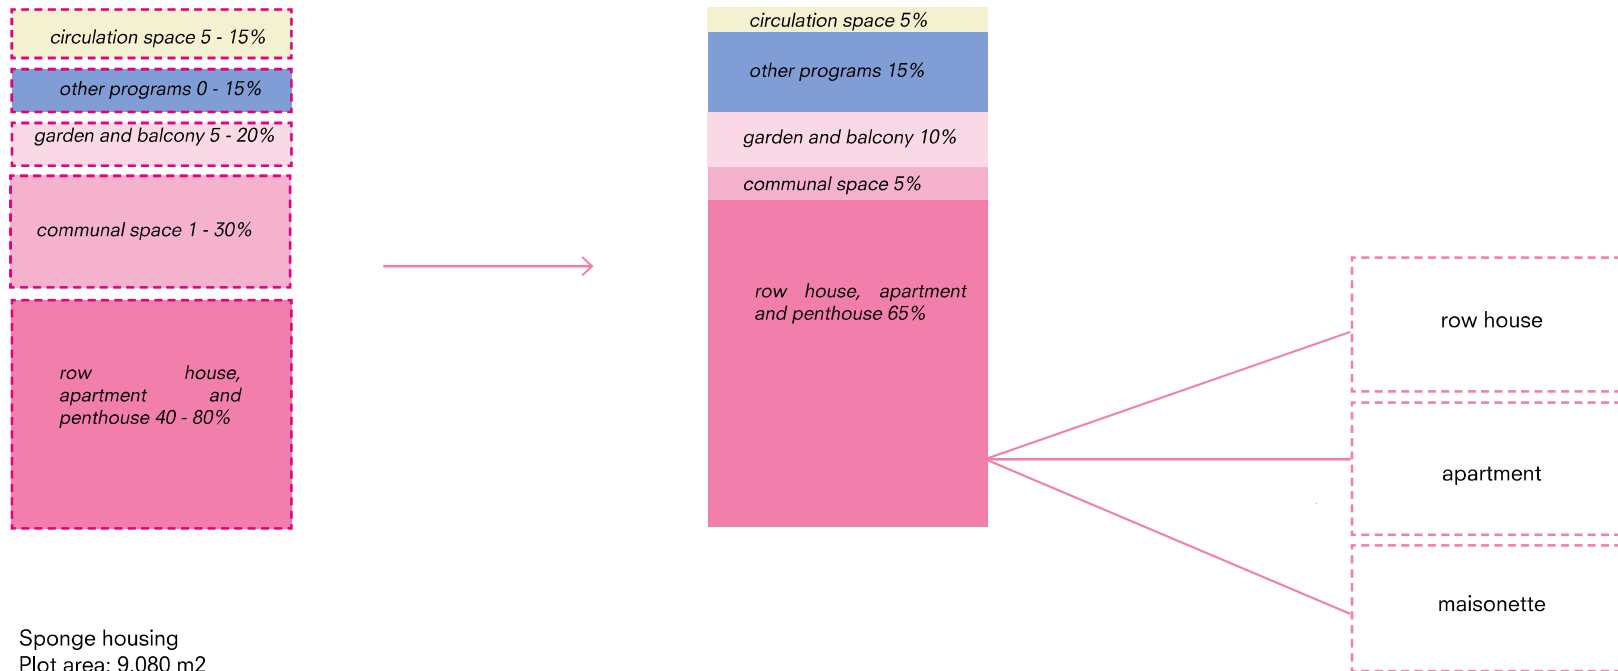 circulation space 5 - 15%
other programs 0 - 15%
garden and balcony 5 - 20%
communal space 1 - 30%
row house,
apartment and
penthouse 40 - 80%
circulation space 5%
other programs 15%
garden and balcony 10%
communal space 5%
row house, apartment
and penthouse 65%
row house
apartment
maisonette
Sponge housing
Plot area: 9.080 m2